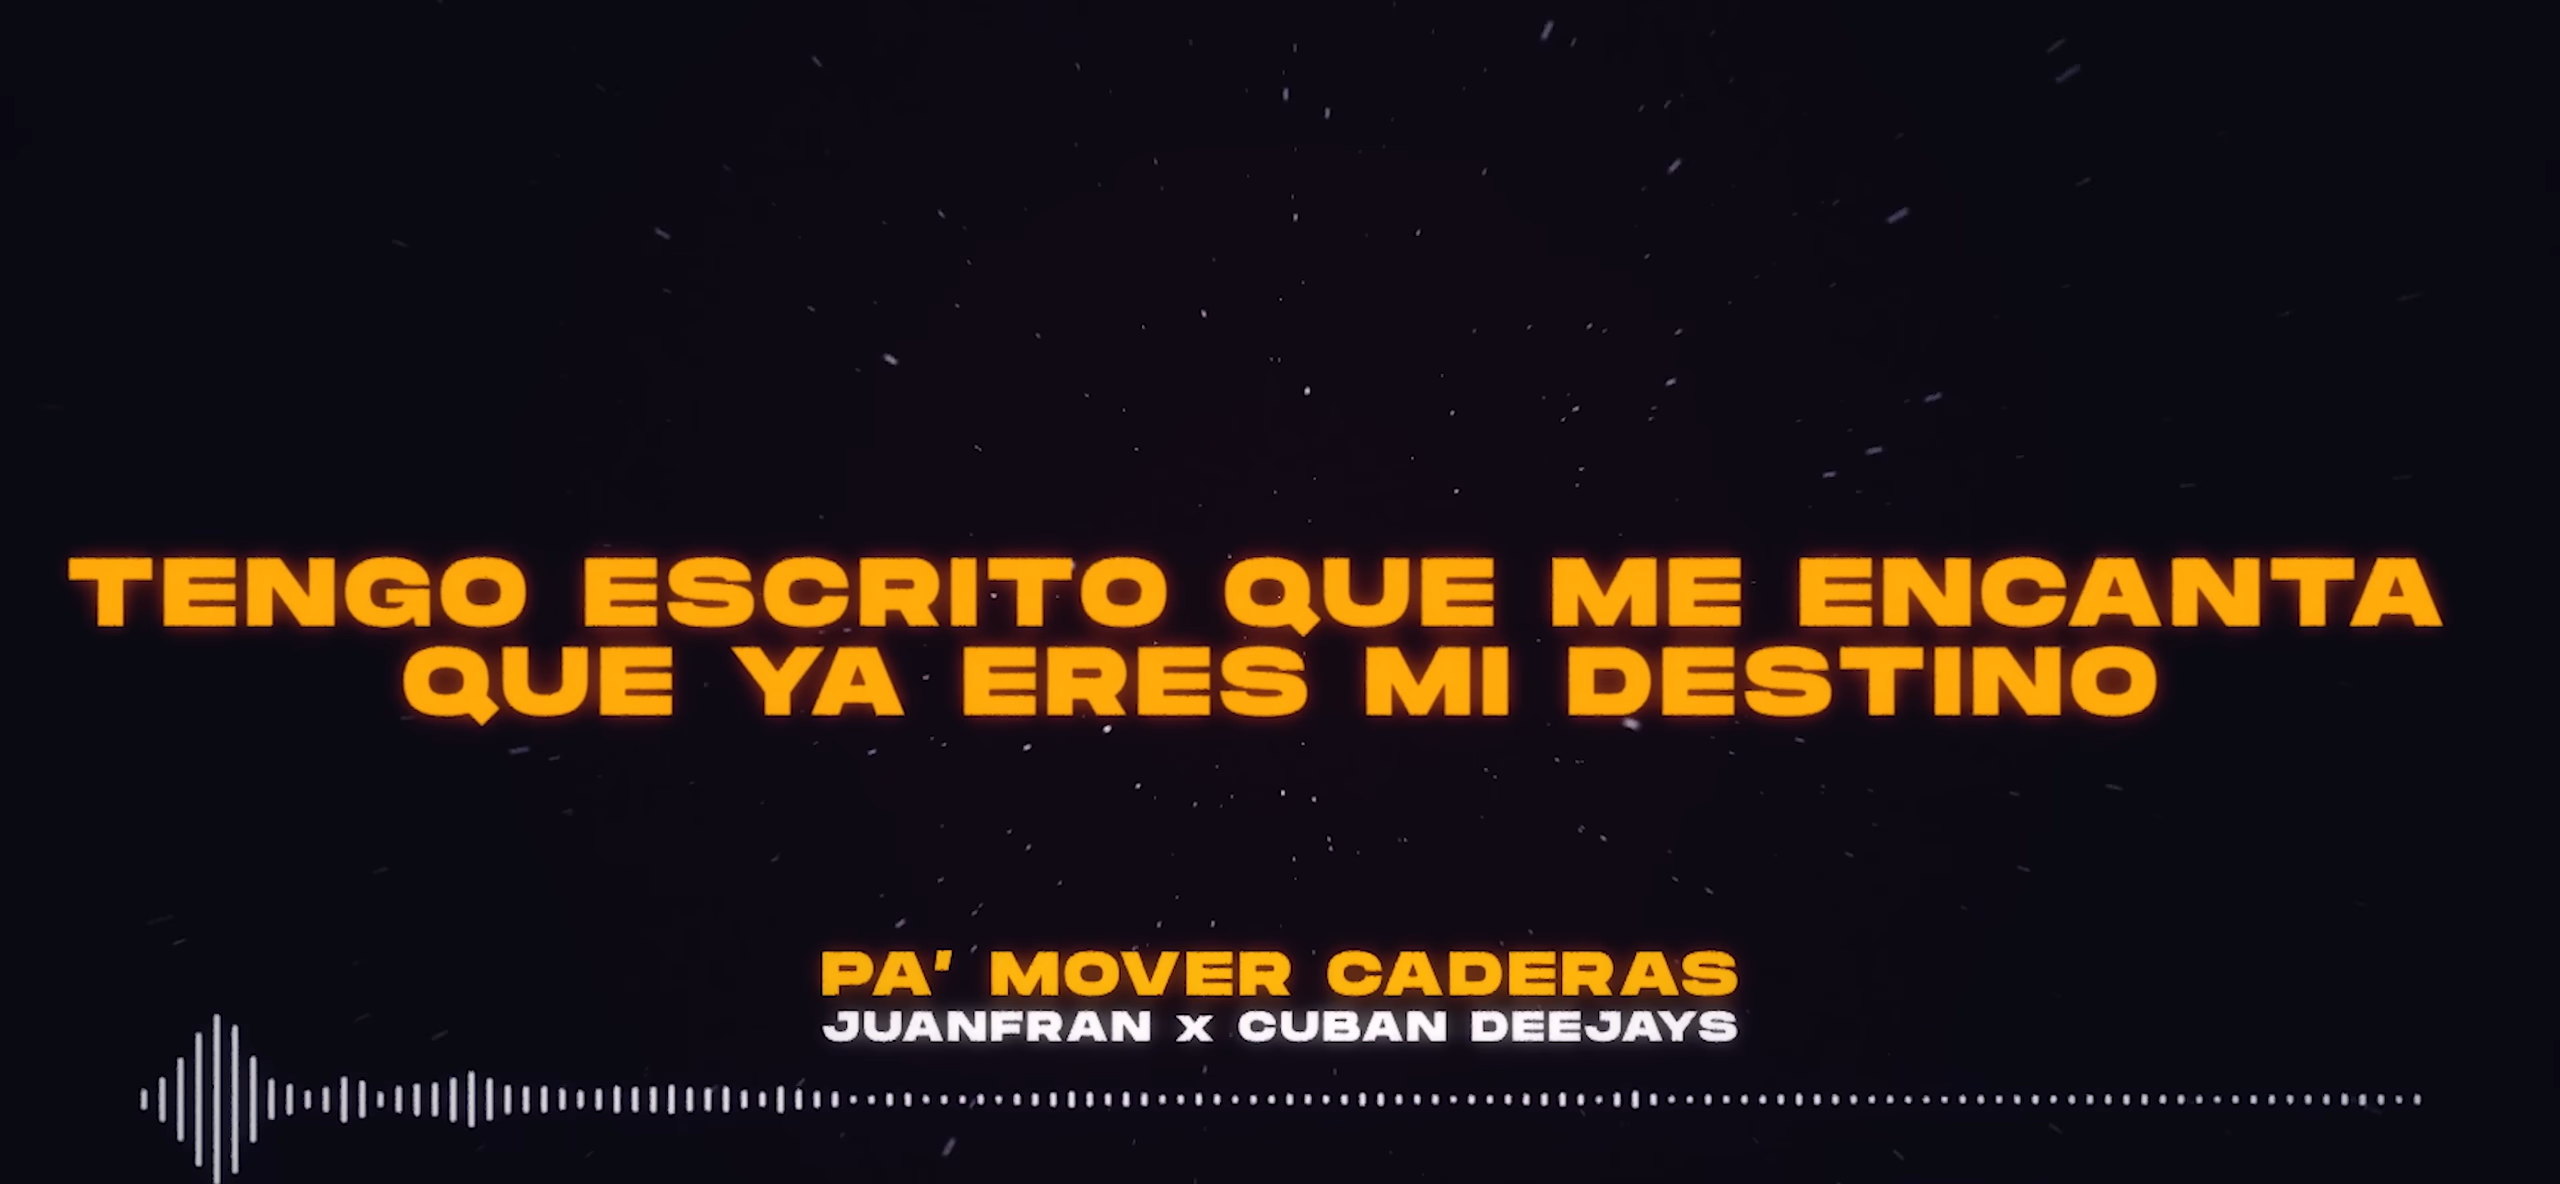 TENGO ESCRITO QUE ME ENCANTA
QUE YA ERES MI DESTINO
PA' MOVER CADERAS
JUANFRAN x CUBAN DEEJAYS